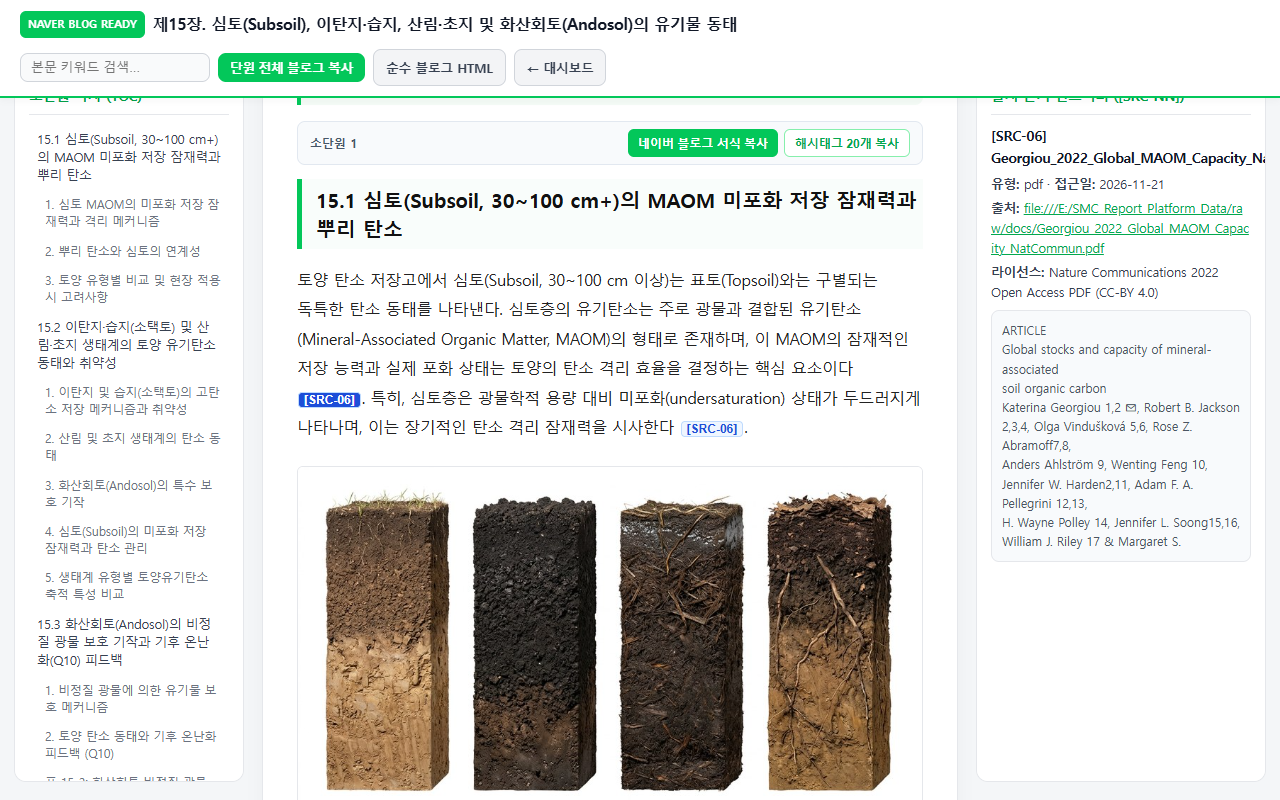 NAVER BLOG READY 제15장. 심토(Subsoil), 이탄지·습지, 산림·초지 및 화산회토(Andosol)의 유기물 동태
본문 키워드 검색...
단원 전체 블로그 복사
순수 블로그 HTML
← 대시보드
15.1 심토(Subsoil, 30~100 cm+)
의 MAOM 미포화 저장 잠재력과
뿌리 탄소
1. 심토 MAOM의 미포화 저장 잠
재력과 격리 메커니즘
2. 뿌리 탄소와 심토의 연계성
3. 토양 유형별 비교 및 현장 적용
시 고려사항
15.2 이탄지·습지(소택토) 및 산
림·초지 생태계의 토양 유기탄소
동태와 취약성
1. 이탄지 및 습지(소택토)의 고탄
소 저장 메커니즘과 취약성
2. 산림 및 초지 생태계의 탄소 동
태
3. 화산회토(Andosol)의 특수 보
호 기작
4. 심토(Subsoil)의 미포화 저장
잠재력과 탄소 관리
5. 생태계 유형별 토양유기탄소
축적 특성 비교
15.3 화산회토(Andosol)의 비정
질 광물 보호 기작과 기후 온난
화(Q10) 피드백
1. 비정질 광물에 의한 유기물 보
호 메커니즘
2. 토양 탄소 동태와 기후 온난화
피드백 (Q10)
소단원 1
네이버 블로그 서식 복사
해시태그 20개 복사
15.1 심토(Subsoil, 30~100 cm+)의 MAOM 미포화 저장 잠재력과
뿌리 탄소
토양 탄소 저장고에서 심토(Subsoil, 30~100 cm 이상)는 표토(Topsoil)와는 구별되는
독특한 탄소 동태를 나타낸다. 심토층의 유기탄소는 주로 광물과 결합된 유기탄소
(Mineral-Associated Organic Matter, MAOM)의 형태로 존재하며, 이 MAOM의 잠재적인
저장 능력과 실제 포화 상태는 토양의 탄소 격리 효율을 결정하는 핵심 요소이다
[SRC-06]. 특히, 심토층은 광물학적 용량 대비 미포화(undersaturation) 상태가 두드러지게
나타나며, 이는 장기적인 탄소 격리 잠재력을 시사한다 [SRC-06].
[SRC-06]
Georgiou_2022_Global_MAOM_Capacity_Na
유형: pdf · 접근일: 2026-11-21
출처: file:///E:/SMC_Report_Platform_Data/ra
w/docs/Georgiou_2022_Global_MAOM_Capac
ity_NatCommun.pdf
라이선스: Nature Communications 2022
Open Access PDF (CC-BY 4.0)
ARTICLE
Global stocks and capacity of mineral-
associated
soil organic carbon
Katerina Georgiou 1,2 ✉, Robert B. Jackson
2,3,4, Olga Vindušková 5,6, Rose Z.
Abramoff7,8,
Anders Ahlström 9, Wenting Feng 10,
Jennifer W. Harden2,11, Adam F. A.
Pellegrini 12,13,
H. Wayne Polley 14, Jennifer L. Soong15,16,
William J. Riley 17 & Margaret S.